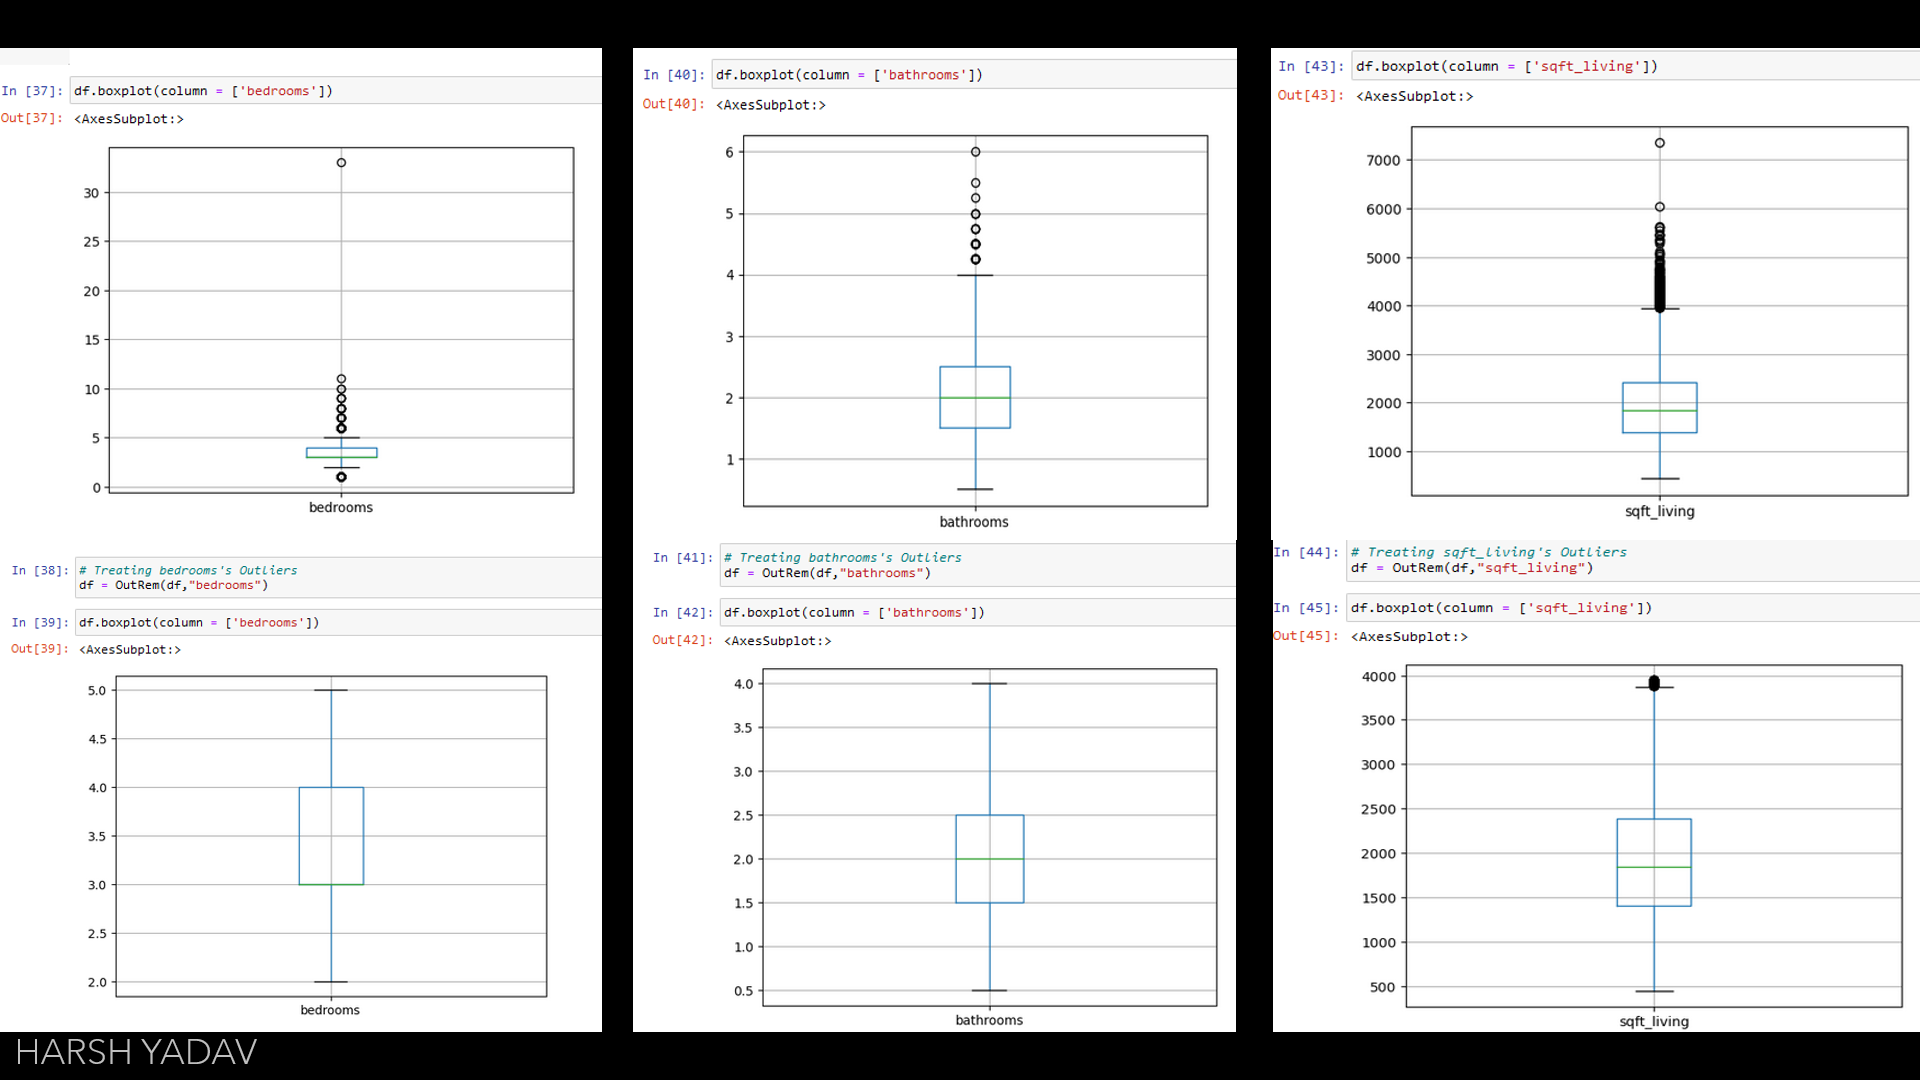 In [37]: df.boxplot(column = ['bedrooms'])
Out[37]: <AxesSubplot:>
30
25
20
15
10
5
0
bedrooms
In [38]: # Treating bedrooms's Outliers
df = OutRem(df,"bedrooms")
In [39]: df.boxplot(column = ['bedrooms'])
Out[39]: <AxesSubplot:>
5.0
4.5
4.0
3.5
3.0
2.5
2.0
bedrooms
In [40]: df.boxplot(column = ['bathrooms'])
Out[40]: <AxesSubplot:>
6
5
4
3
2
1
bathrooms
In [41]: # Treating bathrooms's Outliers
df = OutRem(df,"bathrooms")
In [42]: df.boxplot(column = ['bathrooms'])
Out[42]: <AxesSubplot:>
4.0
3.5
3.0
2.5
2.0
1.5
1.0
0.5
bathrooms
In [43]: df.boxplot(column = ['sqft_living'])
Out[43]: <AxesSubplot:>
7000
6000
5000
4000
3000
2000
1000
sqft_living
In [44]: # Treating sqft_living's Outliers
df = OutRem(df,"sqft_living")
In [45]: df.boxplot(column = ['sqft_living'])
Out[45]: <AxesSubplot:>
4000
3500
3000
2500
2000
1500
1000
500
sqft_living
HARSH YADAV